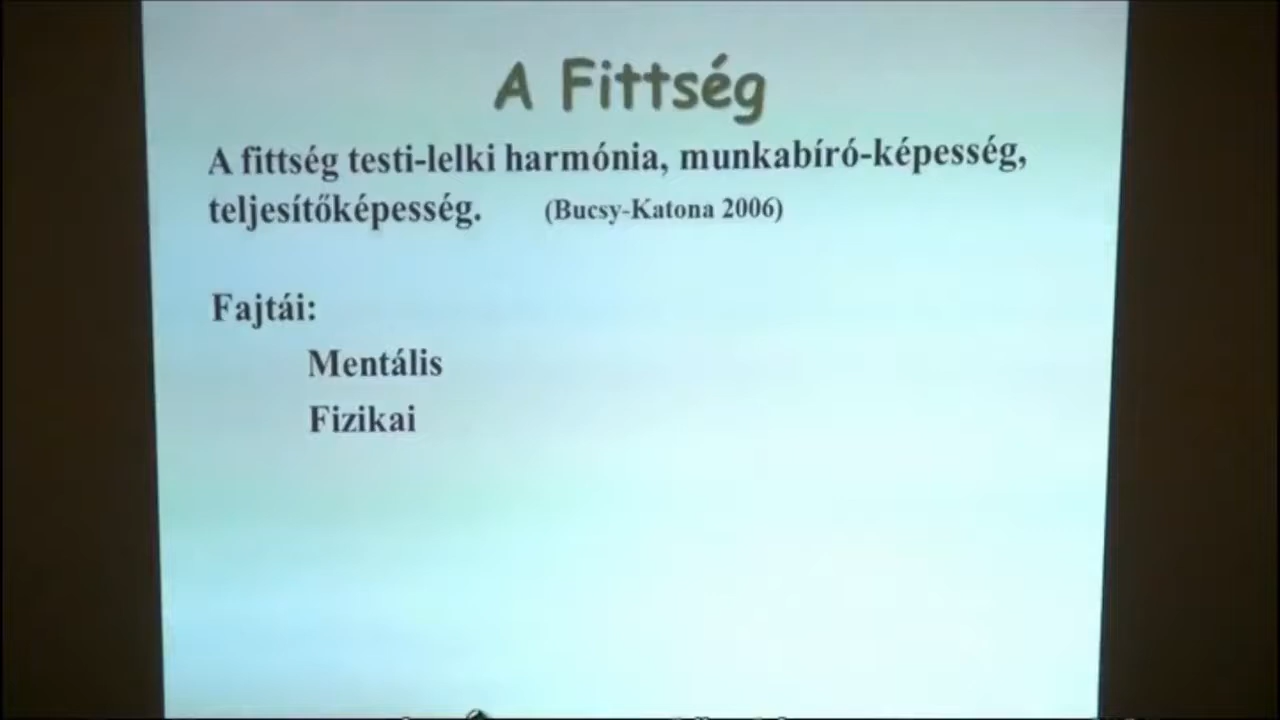 A Fittség
A fittség testi-lelki harmónia, munkabíró-képesség,
teljesítőképesség. (Bucsy-Katona 2006)
Fajtái:
Mentális
Fizikai